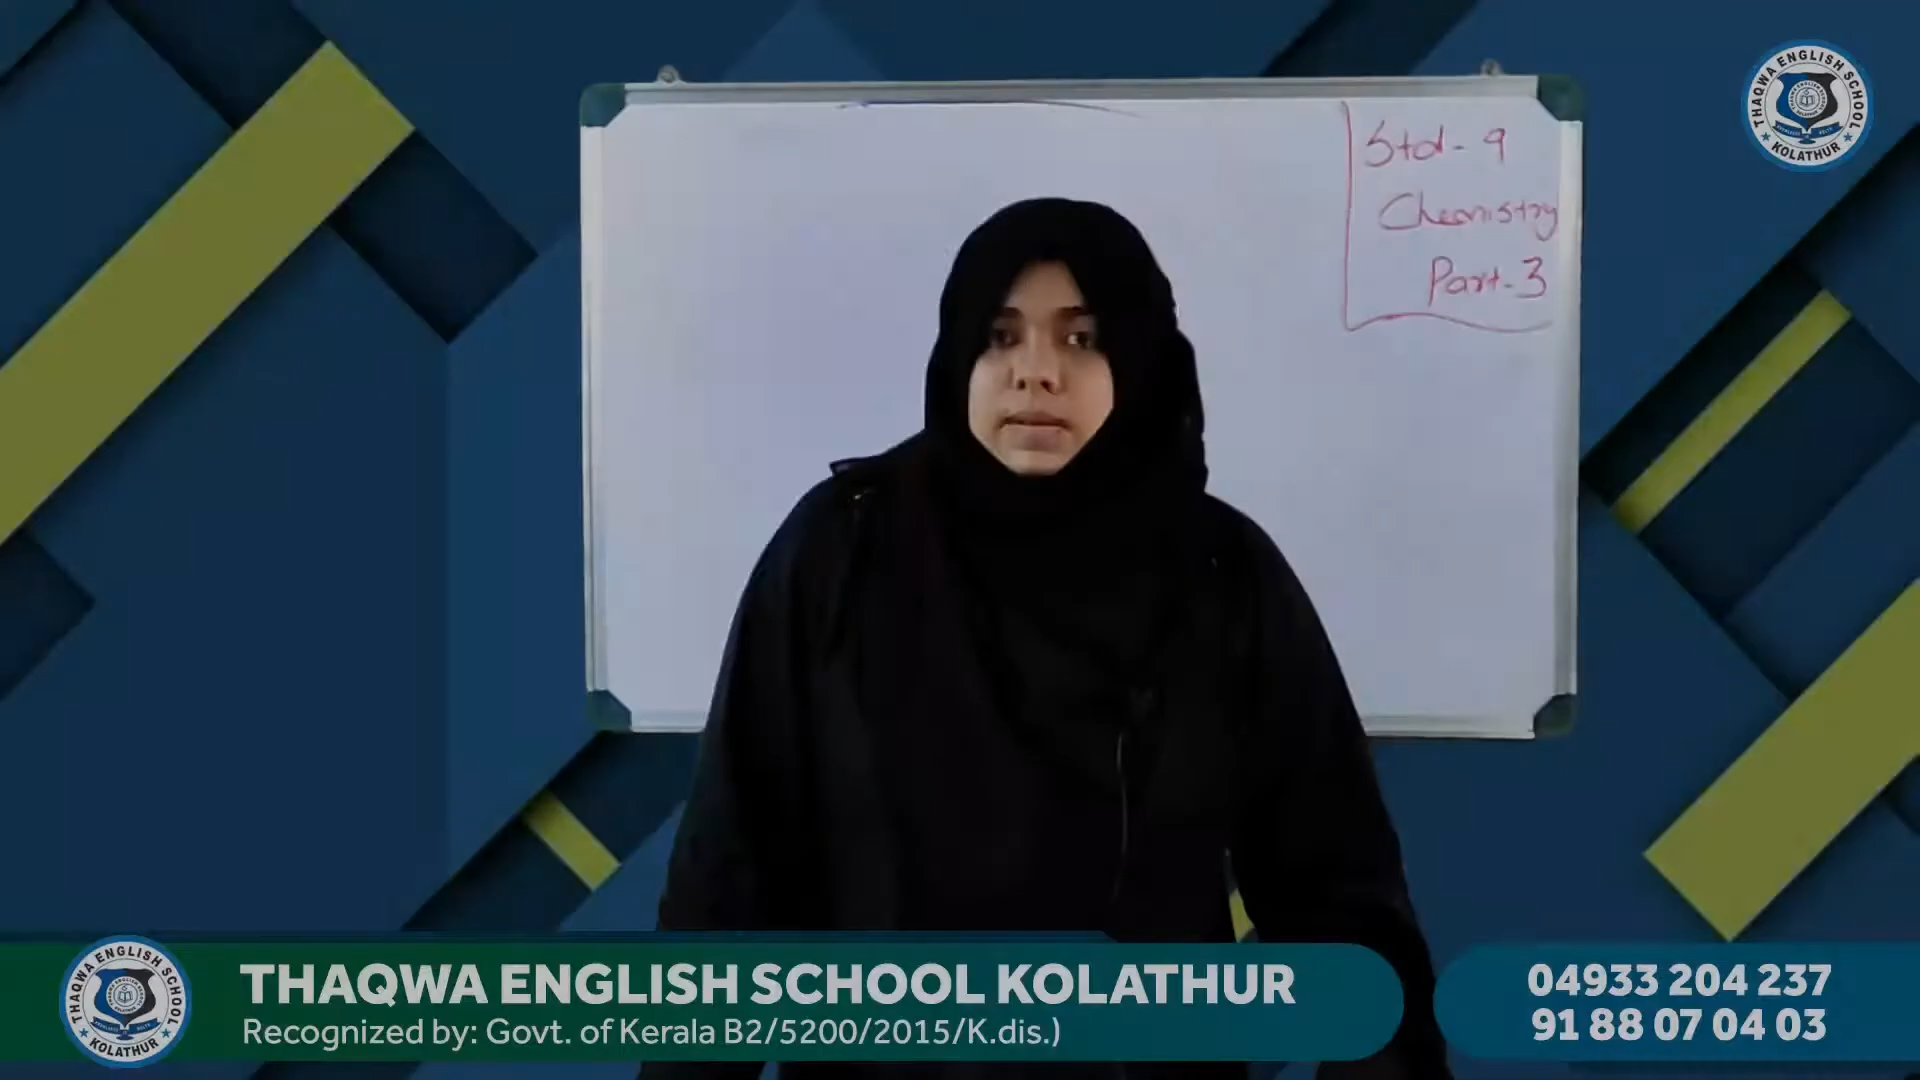 THAQWA ENGLISH SCHOOL
KOLATHUR
Std - 9
Chemistry
Part-3
THAQWA ENGLISH SCHOOL
KOLATHUR
THAQWA ENGLISH SCHOOL KOLATHUR
Recognized by: Govt. of Kerala B2/5200/2015/K.dis.)
04933 204 237
91 88 07 04 03